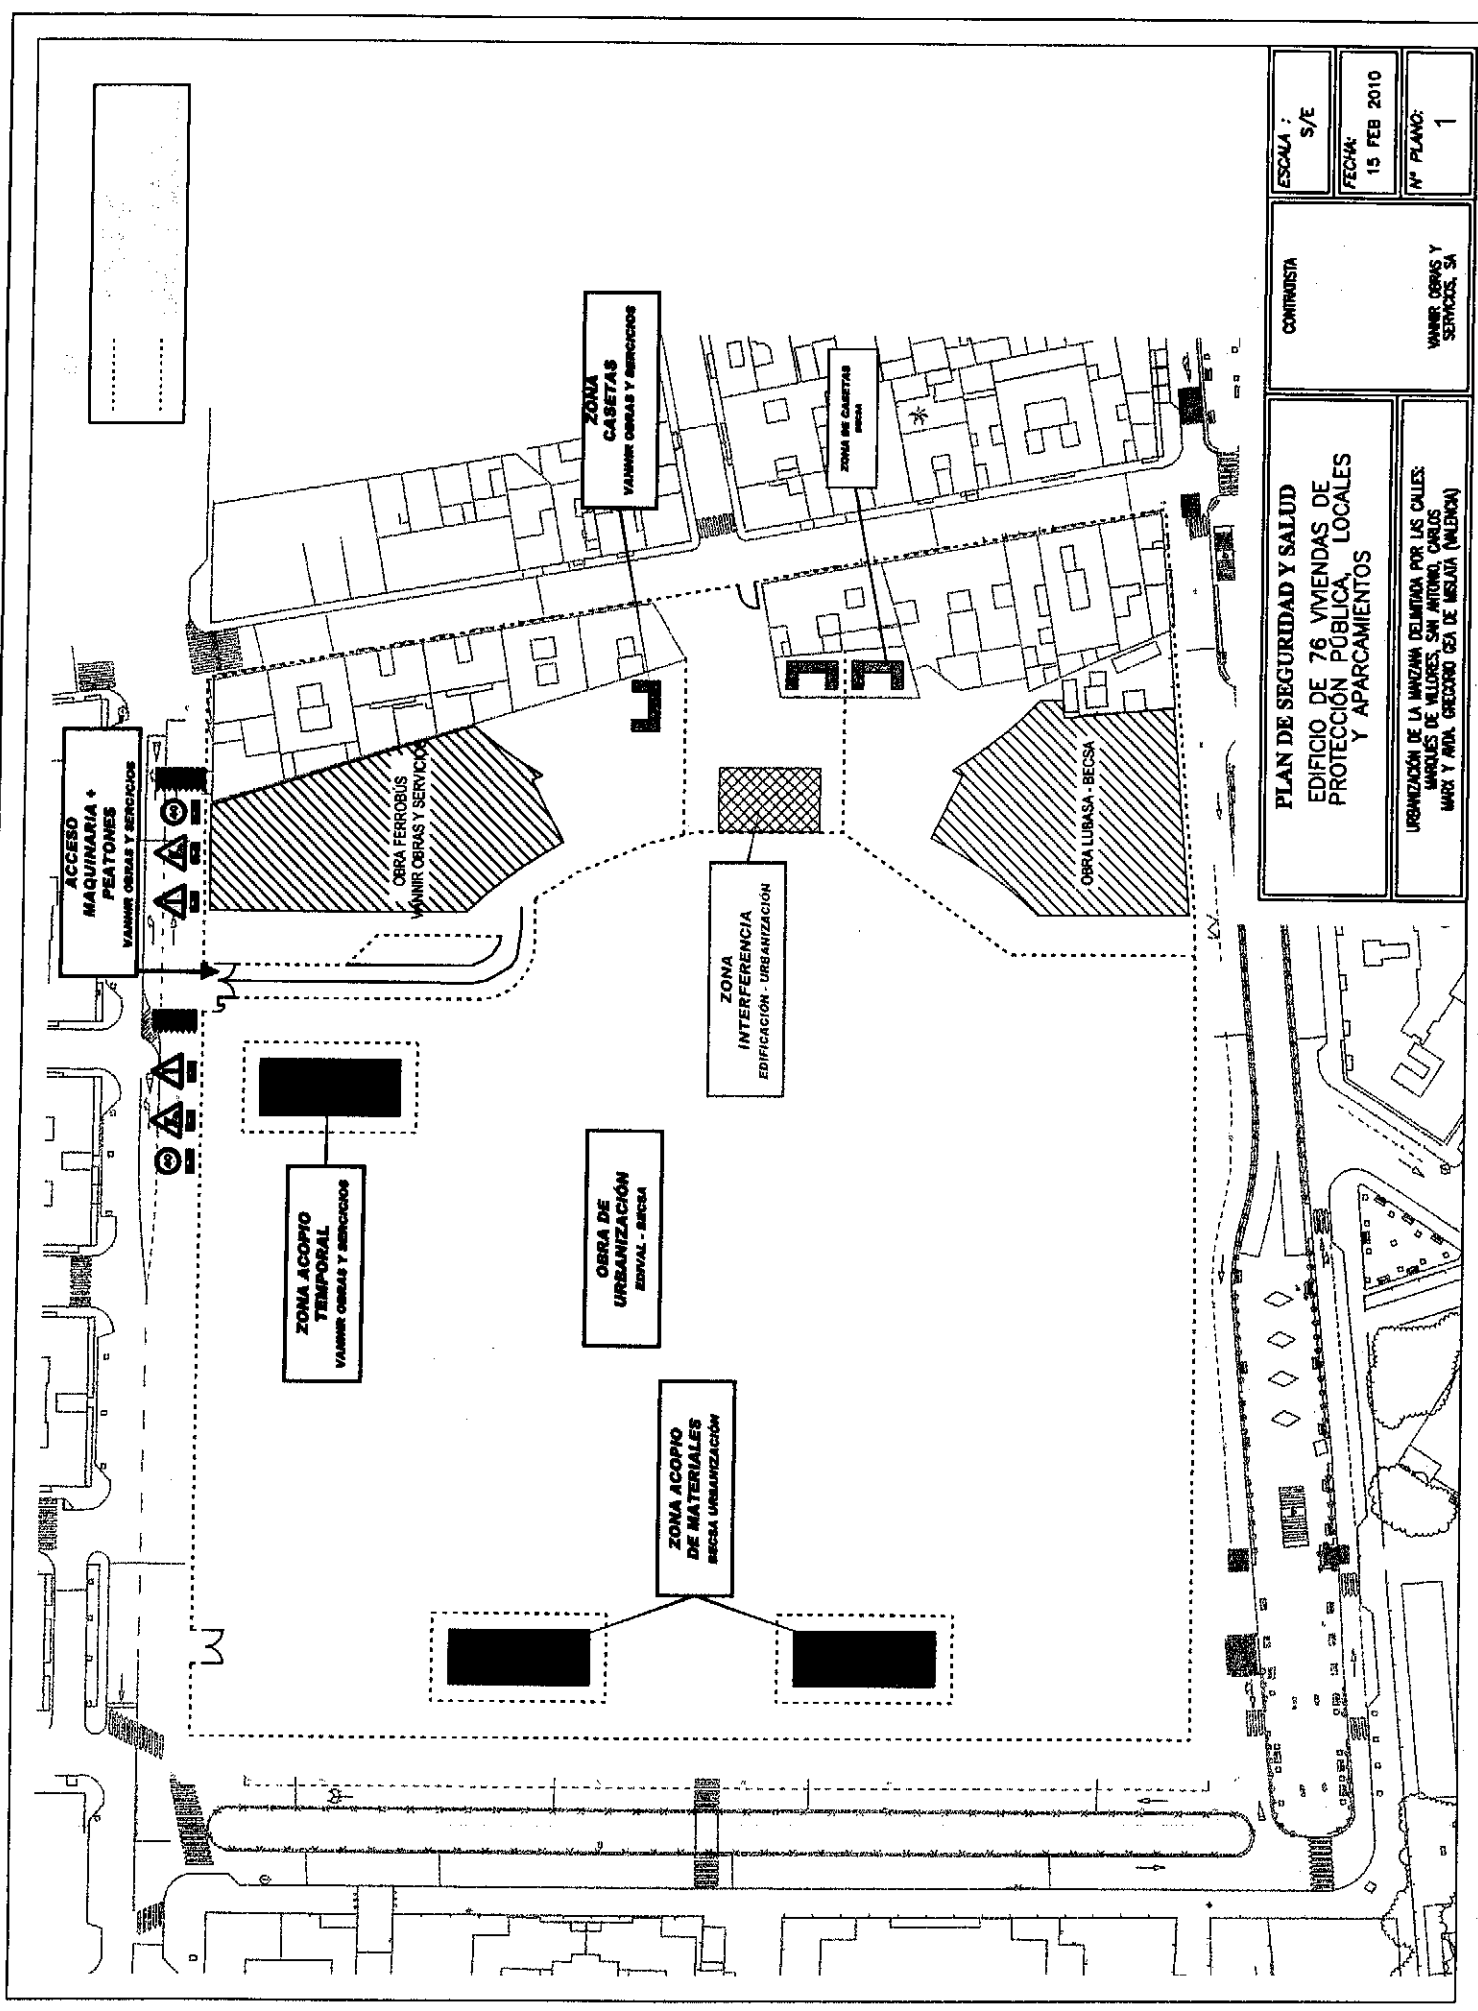 ACCESO
MAQUINARIA +
PEATONES
VANNIR OBRAS Y SERCICIOS
40
40
OBRA FERROBUS
VANNIR OBRAS Y SERVICIOS
ZONA
CASETAS
VANNIR OBRAS Y SERCICIOS
ZONA DE CASETAS
BECSA
OBRA LUBASA - BECSA
ZONA
INTERFERENCIA
EDIFICACIÓN - URBANIZACIÓN
ZONA ACOPIO
TEMPORAL
VANNIR OBRAS Y SERCICIOS
OBRA DE
URBANIZACIÓN
EDIVAL - BECSA
ZONA ACOPIO
DE MATERIALES
BECSA URBANIZACIÓN
PLAN DE SEGURIDAD Y SALUD
EDIFICIO DE 76 VIVIENDAS DE
PROTECCIÓN PÚBLICA, LOCALES
Y APARCAMIENTOS
URBANIZACIÓN DE LA MANZANA DELIMITADA POR LAS CALLES:
MARQUÉS DE VILLORES, SAN ANTONIO, CARLOS
MARX Y AVDA. GREGORIO GEA DE MISLATA (VALENCIA)
CONTRATISTA
VANNIR OBRAS Y
SERVICIOS, SA
ESCALA :
S/E
FECHA:
15 FEB 2010
Nº PLANO:
1